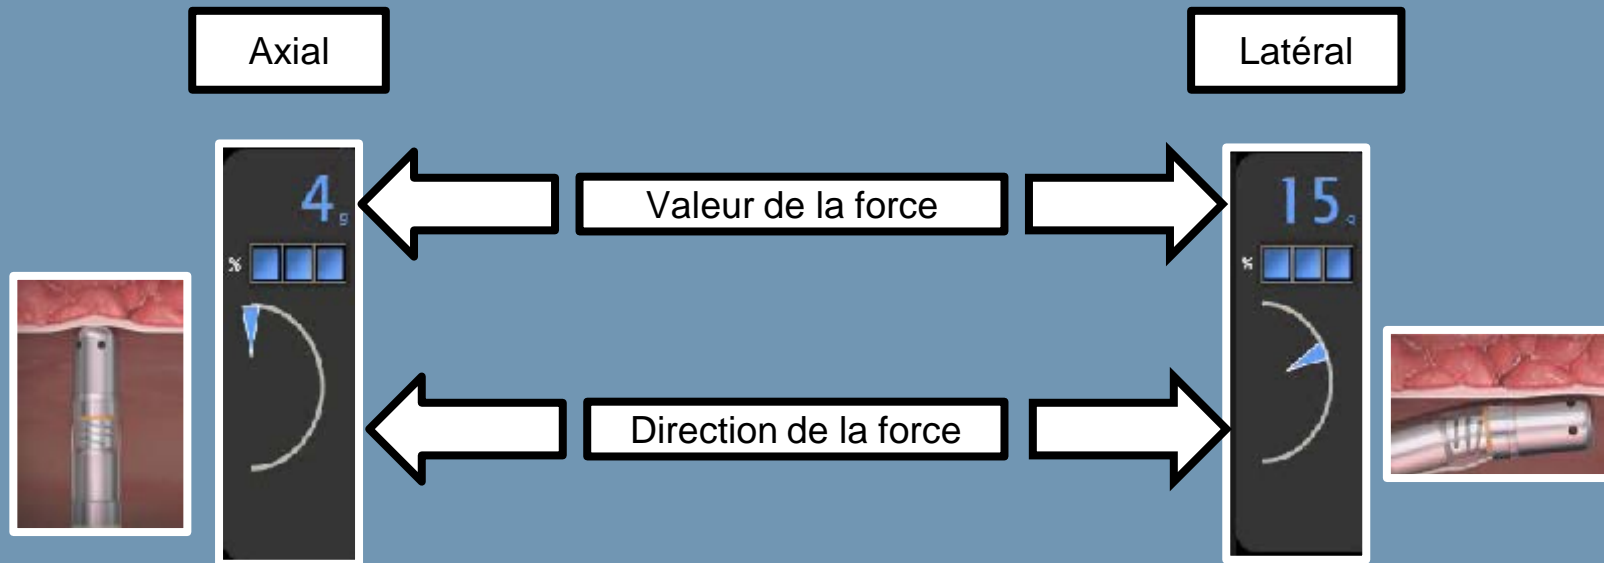 Axial
Latéral
4 g
Valeur de la force
15 g
%
%
Direction de la force